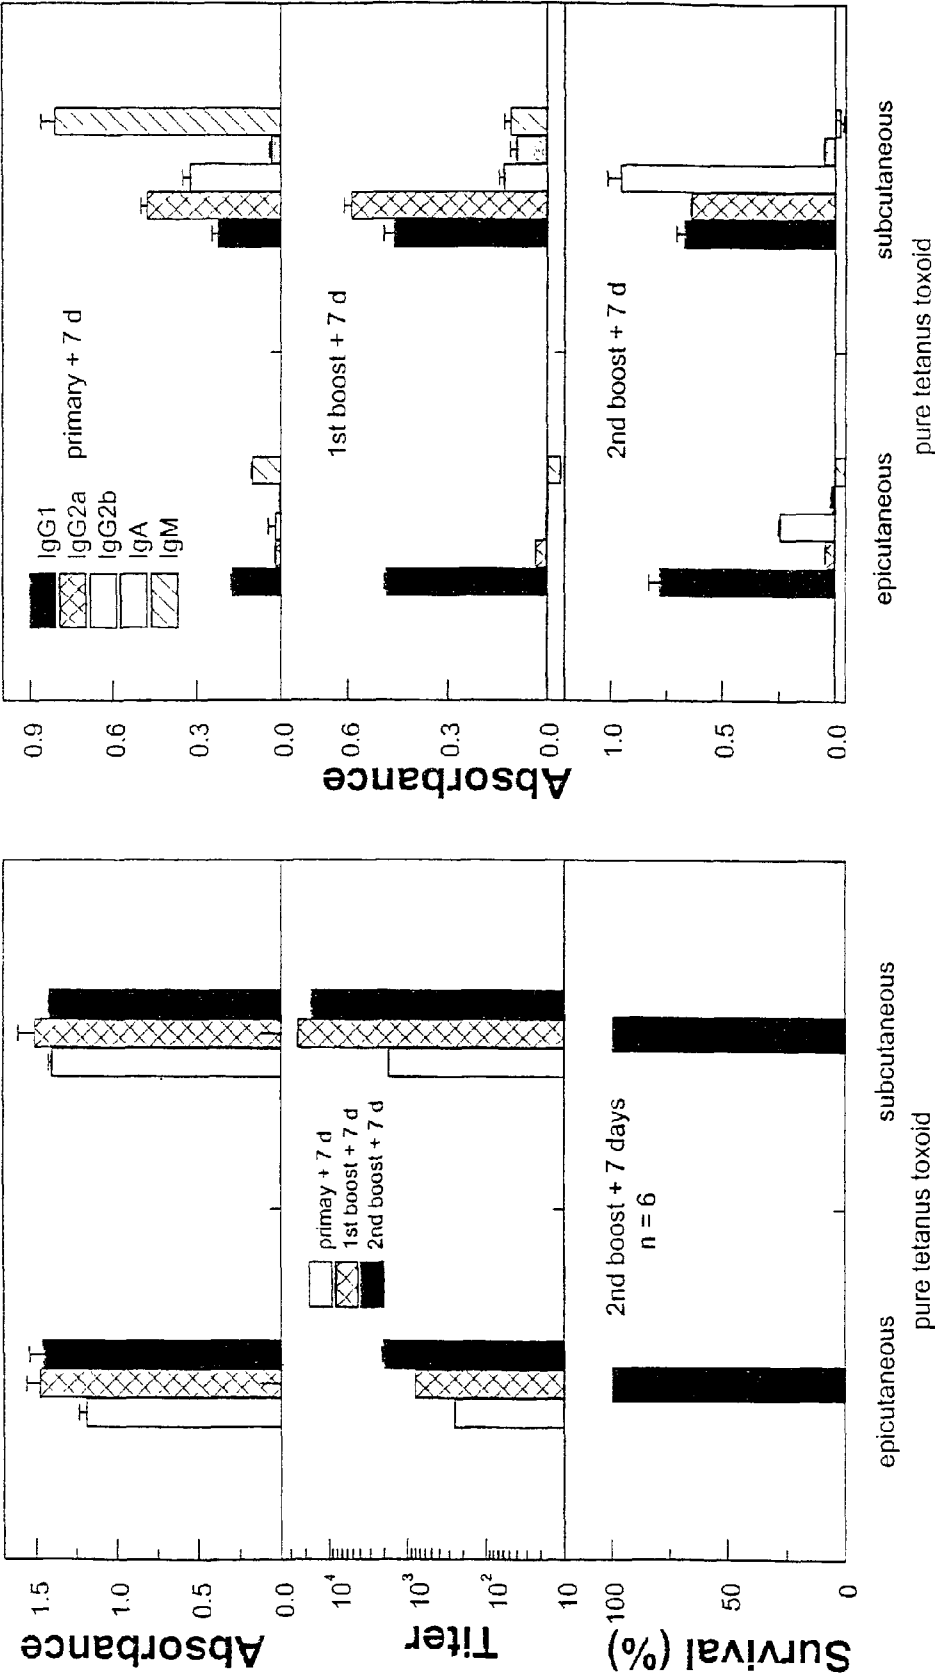 Absorbance
1.5
1.0
0.5
0.0
Titer
10⁴
10³
10²
10
primay + 7 d
1st boost + 7 d
2nd boost + 7 d
Survival (%)
100
50
0
2nd boost + 7 days
n = 6
epicutaneous
subcutaneous
pure tetanus toxoid
Absorbance
0.9
0.6
0.3
0.0
IgG1
IgG2a
IgG2b
IgA
IgM
primary + 7 d
0.6
0.3
0.0
1st boost + 7 d
1.0
0.5
0.0
2nd boost + 7 d
epicutaneous
subcutaneous
pure tetanus toxoid